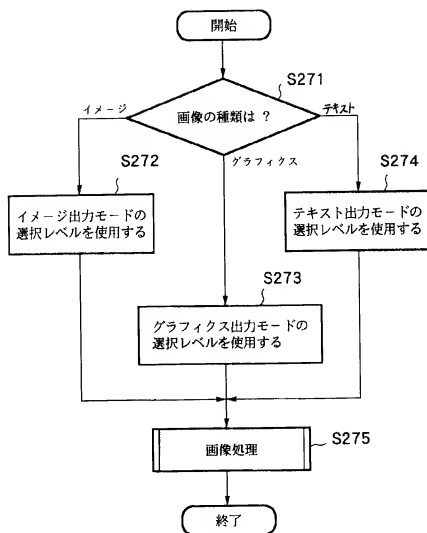 開始
S271
画像の種類は?
イメージ
テキスト
グラフィクス
S272
イメージ出力モードの
選択レベルを使用する
S274
テキスト出力モードの
選択レベルを使用する
S273
グラフィクス出力モードの
選択レベルを使用する
画像処理
S275
終了